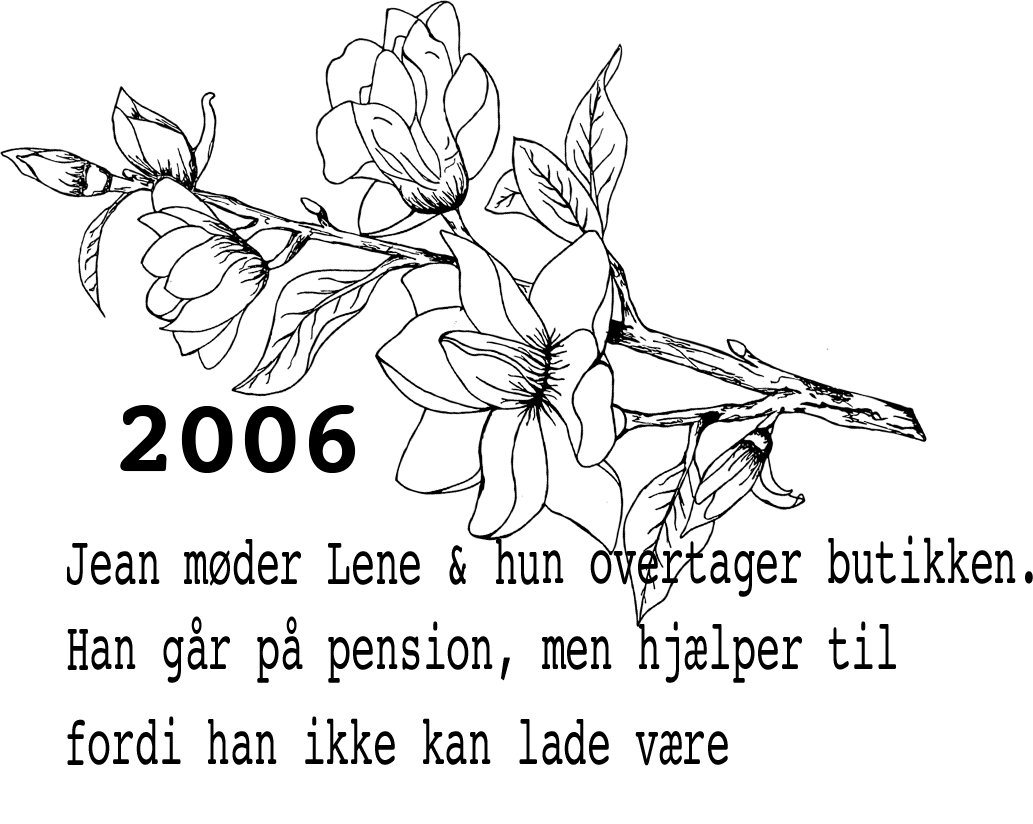 2006
Jean møder Lene & hun overtager butikken.
Han går på pension, men hjælper til
fordi han ikke kan lade være